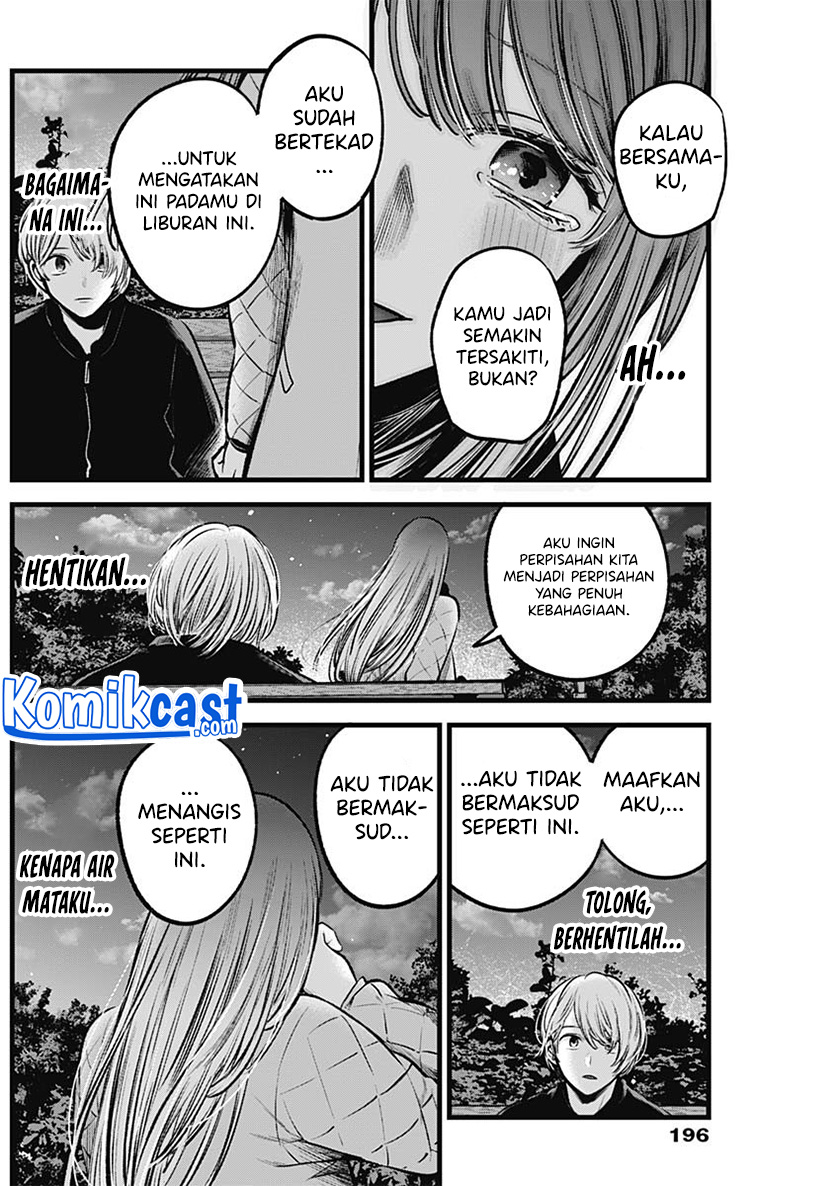 KALAU
BERSAMA-
KU,
KAMU JADI
SEMAKIN
TERSAKITI,
BUKAN?
AH...
AKU
SUDAH
BERTEKAD
...
...UNTUK
MENGATAKAN
INI PADAMU DI
LIBURAN INI.
BAGAIMA-
NA INI...
AKU INGIN
PERPISAHAN KITA
MENJADI PERPISAHAN
YANG PENUH
KEBAHAGIAAN.
HENTIKAN...
Komikcast
.com
MAAFKAN
AKU,...
...AKU TIDAK
BERMAKSUD
SEPERTI INI.
TOLONG,
BERHENTILAH...
AKU TIDAK
BERMAK-
SUD...
...
MENANGIS
SEPERTI
INI.
KENAPA AIR
MATAKU...
196